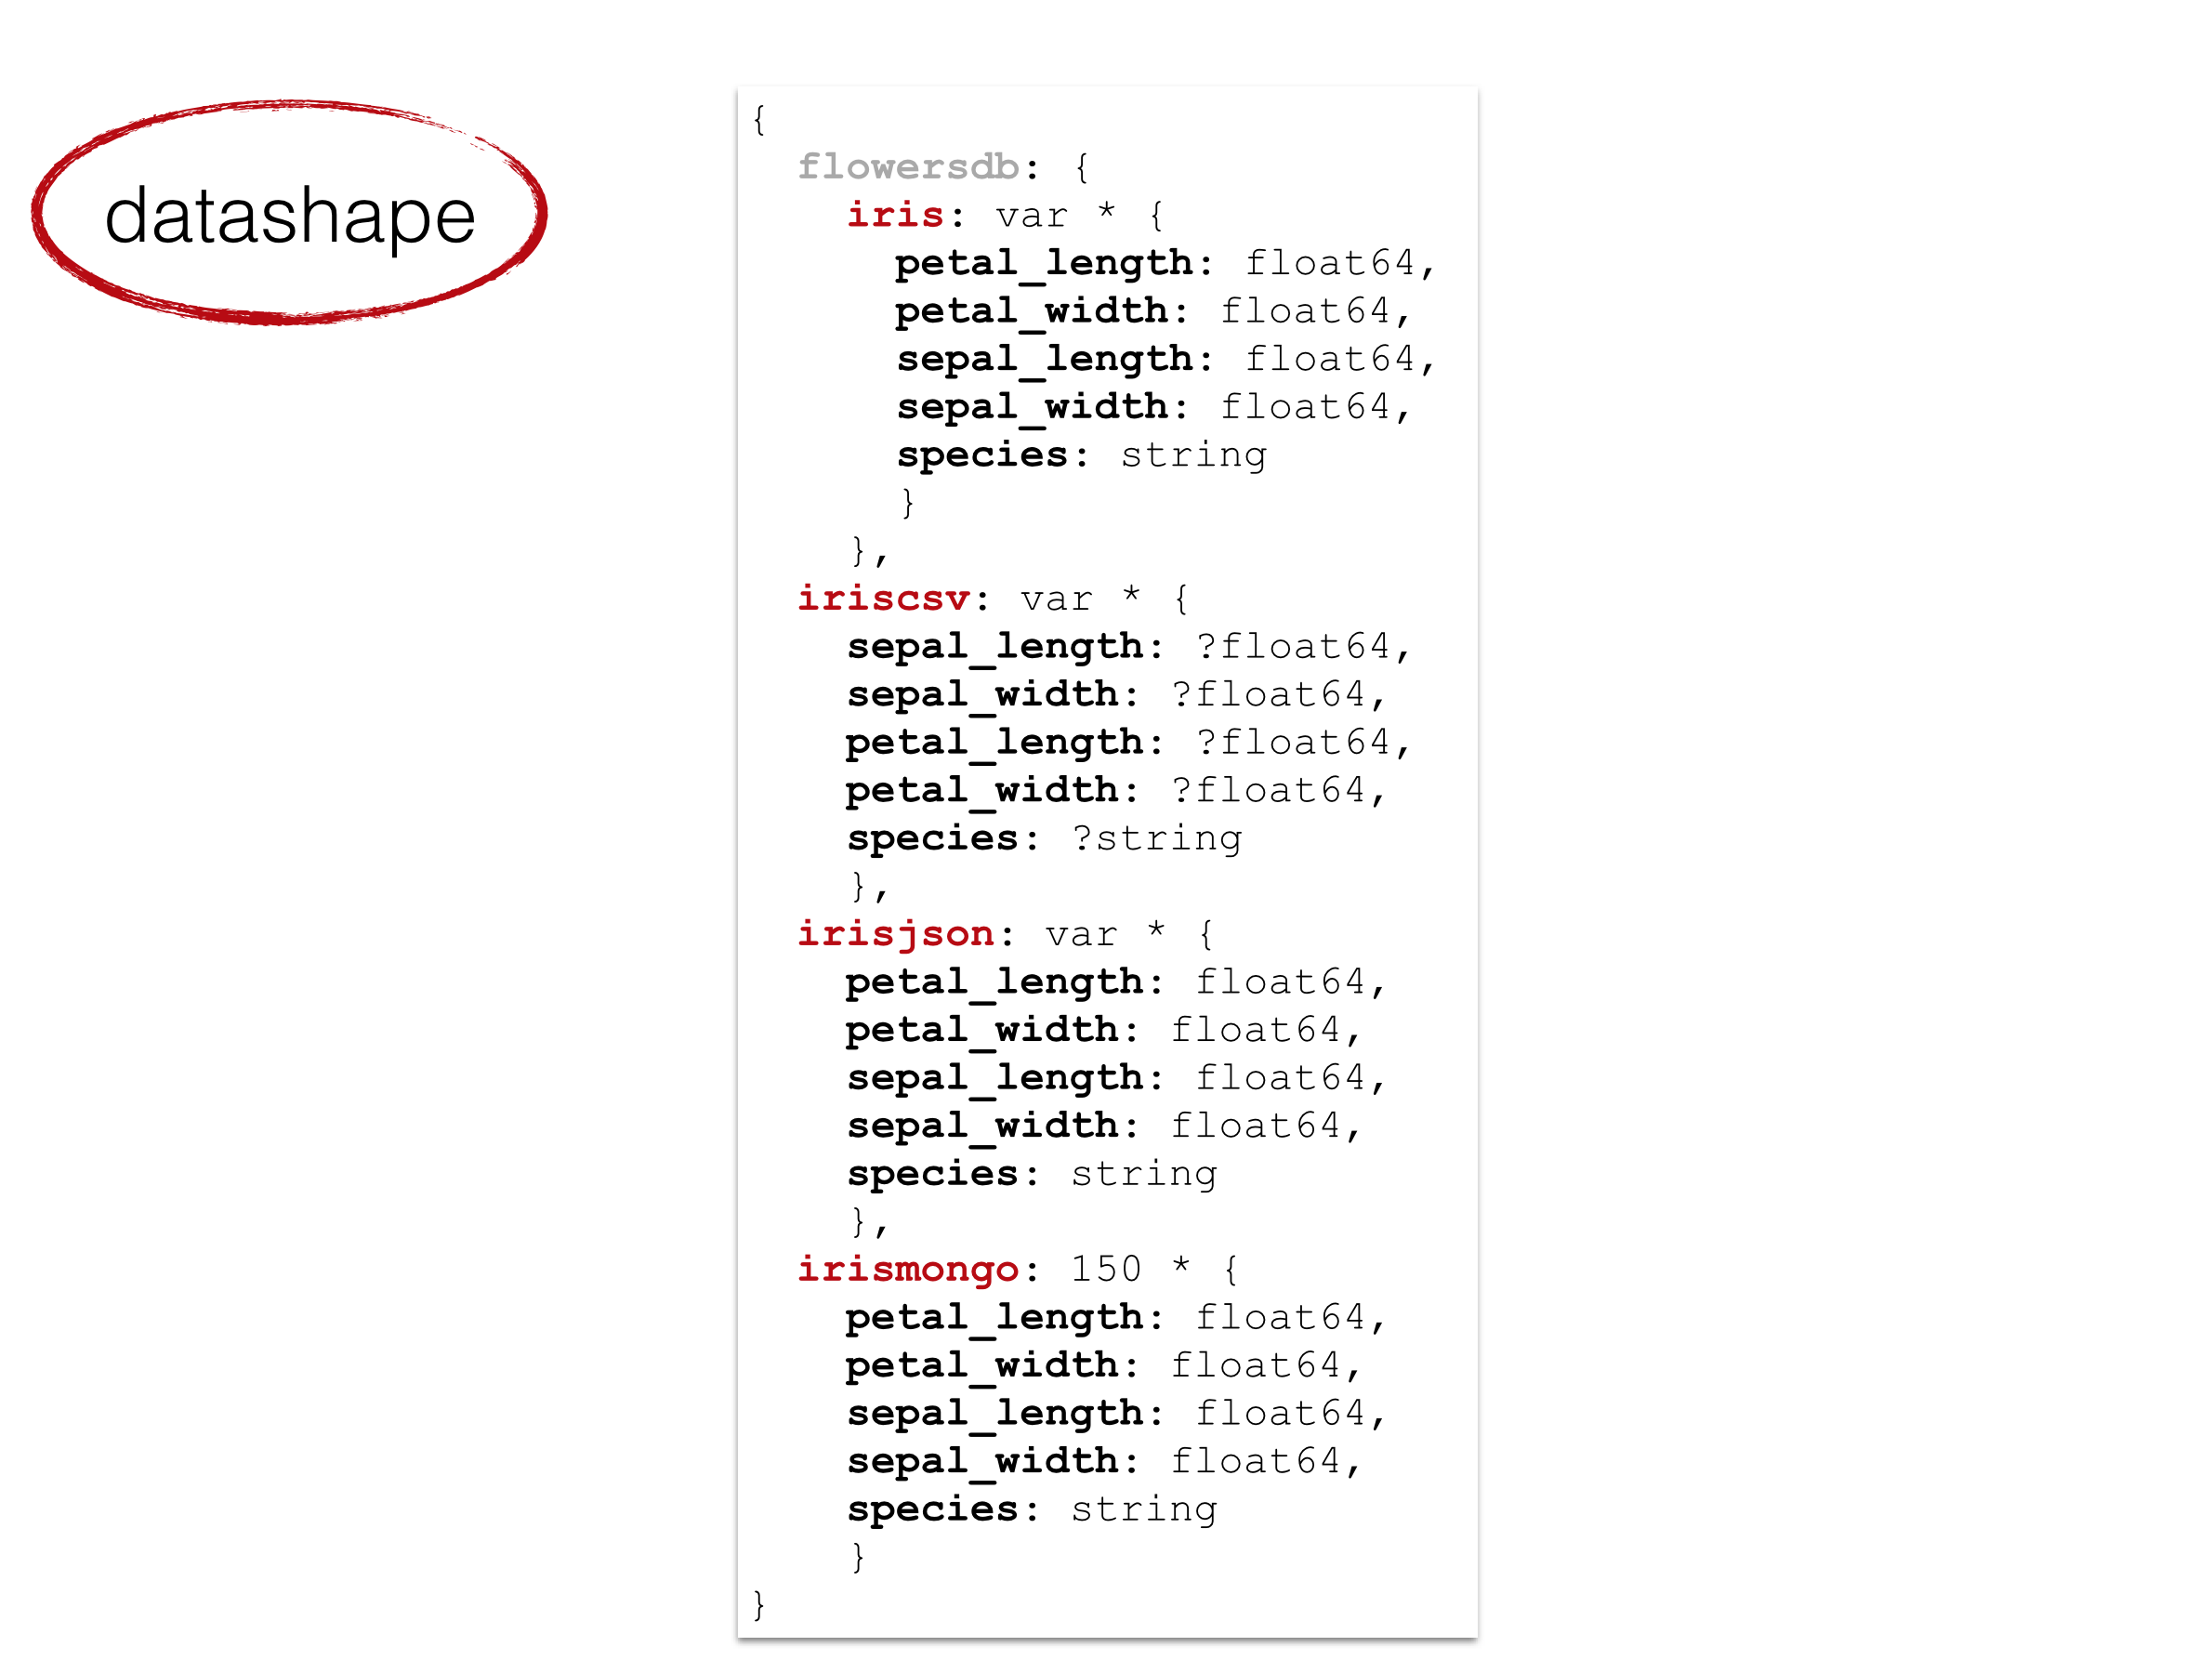 datashape
{
flowersdb: {
iris: var * {
petal_length: float64,
petal_width: float64,
sepal_length: float64,
sepal_width: float64,
species: string
}
},
iriscsv: var * {
sepal_length: ?float64,
sepal_width: ?float64,
petal_length: ?float64,
petal_width: ?float64,
species: ?string
},
irisjson: var * {
petal_length: float64,
petal_width: float64,
sepal_length: float64,
sepal_width: float64,
species: string
},
irismongo: 150 * {
petal_length: float64,
petal_width: float64,
sepal_length: float64,
sepal_width: float64,
species: string
}
}